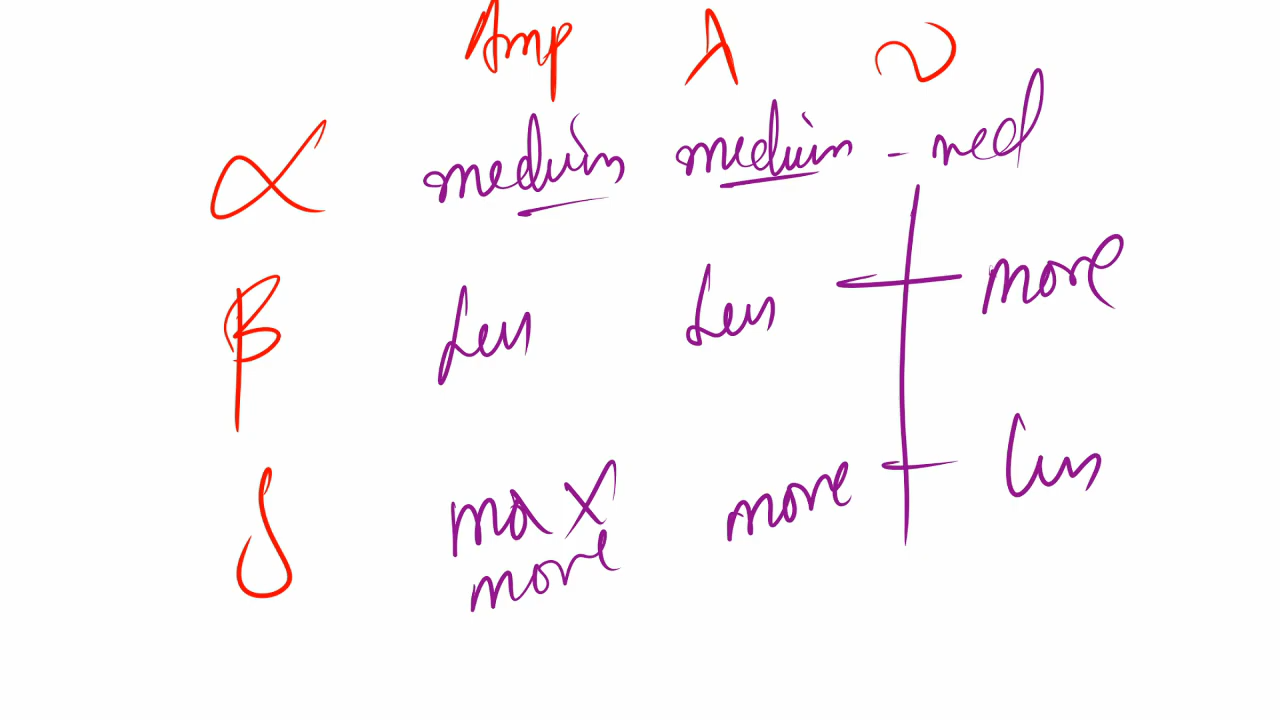 Amp λ ν
α medium medium - med
β Less Less more
δ max more less
more